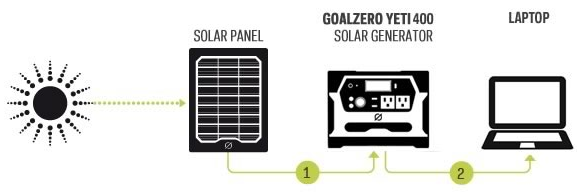 SOLAR PANEL
GOALZERO YETI 400
SOLAR GENERATOR
LAPTOP
1
2